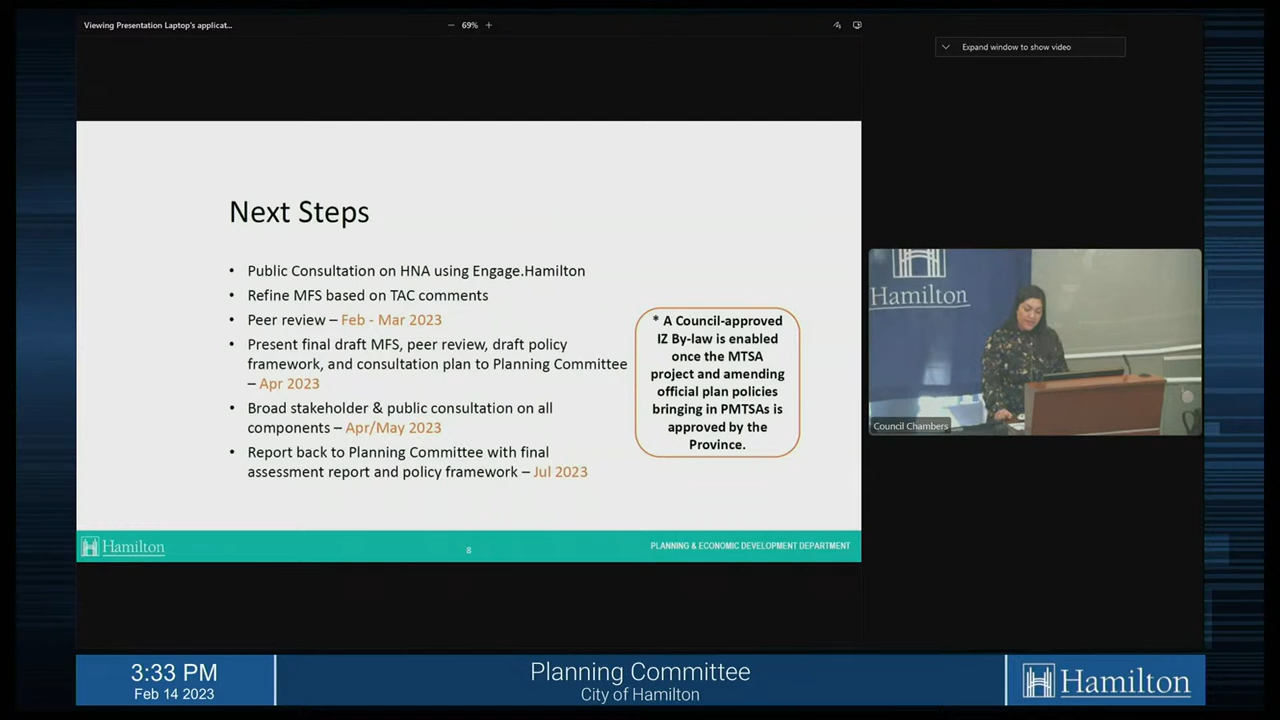 Viewing Presentation Laptop's applicat...
69%
Expand window to show video
Next Steps
• Public Consultation on HNA using Engage.Hamilton
• Refine MFS based on TAC comments
• Peer review – Feb - Mar 2023
• Present final draft MFS, peer review, draft policy
framework, and consultation plan to Planning Committee
– Apr 2023
• Broad stakeholder & public consultation on all
components – Apr/May 2023
• Report back to Planning Committee with final
assessment report and policy framework – Jul 2023
* A Council-approved
IZ By-law is enabled
once the MTSA
project and amending
official plan policies
bringing in PMTSAs is
approved by the
Province.
Hamilton
8
PLANNING & ECONOMIC DEVELOPMENT DEPARTMENT
Hamilton
Council Chambers
3:33 PM
Feb 14 2023
Planning Committee
City of Hamilton
Hamilton